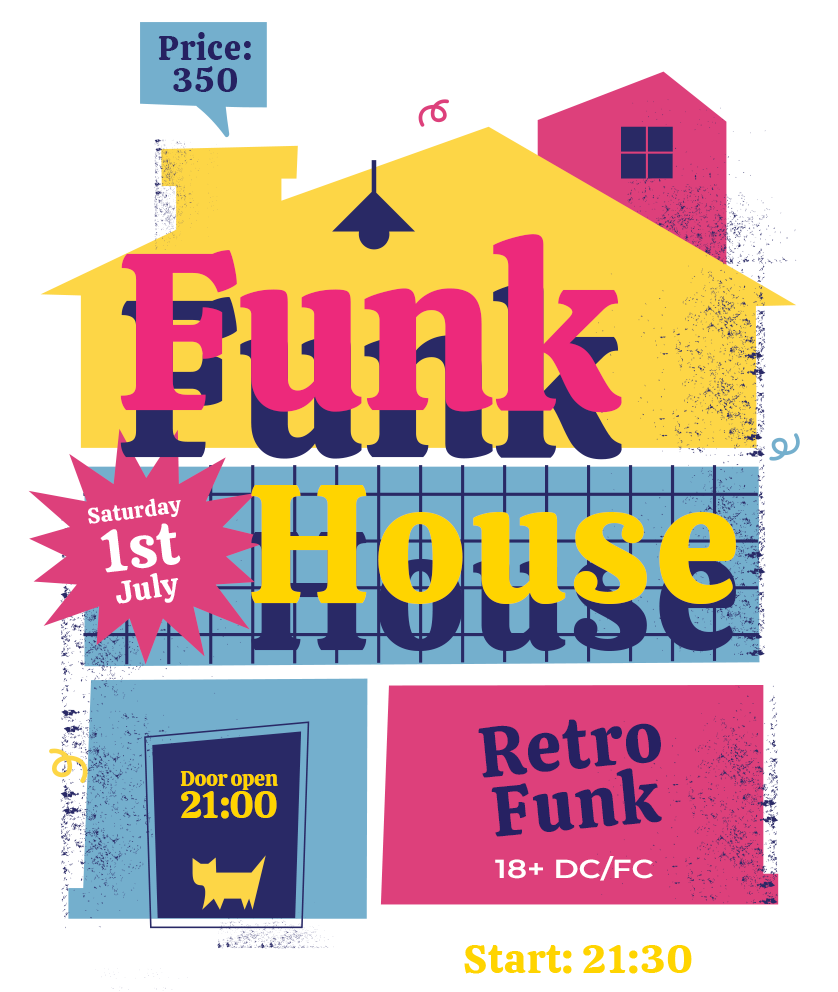 Price:
350
Funk
Saturday
1st
July
House
Door open
21:00
Retro
Funk
18+ DC/FC
Start: 21:30